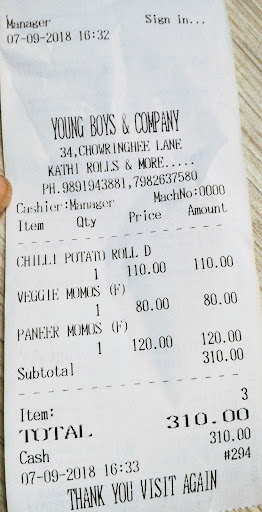 Manager Sign in...
07-09-2018 16:32
YOUNG BOYS & COMPANY
34,CHOWRINGHEE LANE
KATHI ROLLS & MORE.....
PH.9891943881,7982637580
Cashier:Manager MachNo:0000
Item Qty Price Amount
CHILLI POTATO ROLL D
1 110.00 110.00
VEGGIE MOMOS (F)
1 80.00 80.00
PANEER MOMOS (F)
1 120.00 120.00
Subtotal 310.00
Item: 3
TOTAL 310.00
Cash 310.00
07-09-2018 16:33 #294
THANK YOU VISIT AGAIN